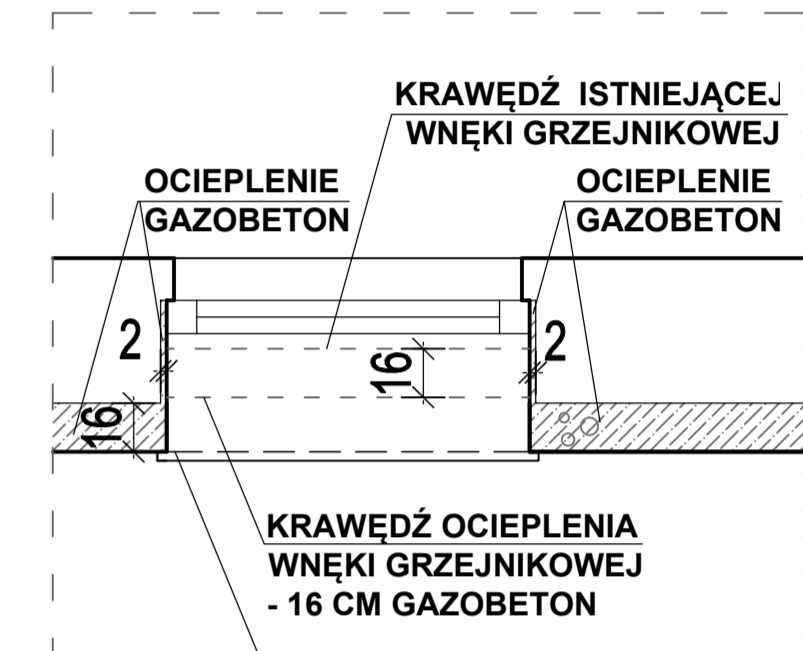 KRAWĘDŹ ISTNIEJĄCEJ
WNĘKI GRZEJNIKOWEJ
OCIEPLENIE
GAZOBETON
OCIEPLENIE
GAZOBETON
2
16
2
16
KRAWĘDŹ OCIEPLENIA
WNĘKI GRZEJNIKOWEJ
- 16 CM GAZOBETON